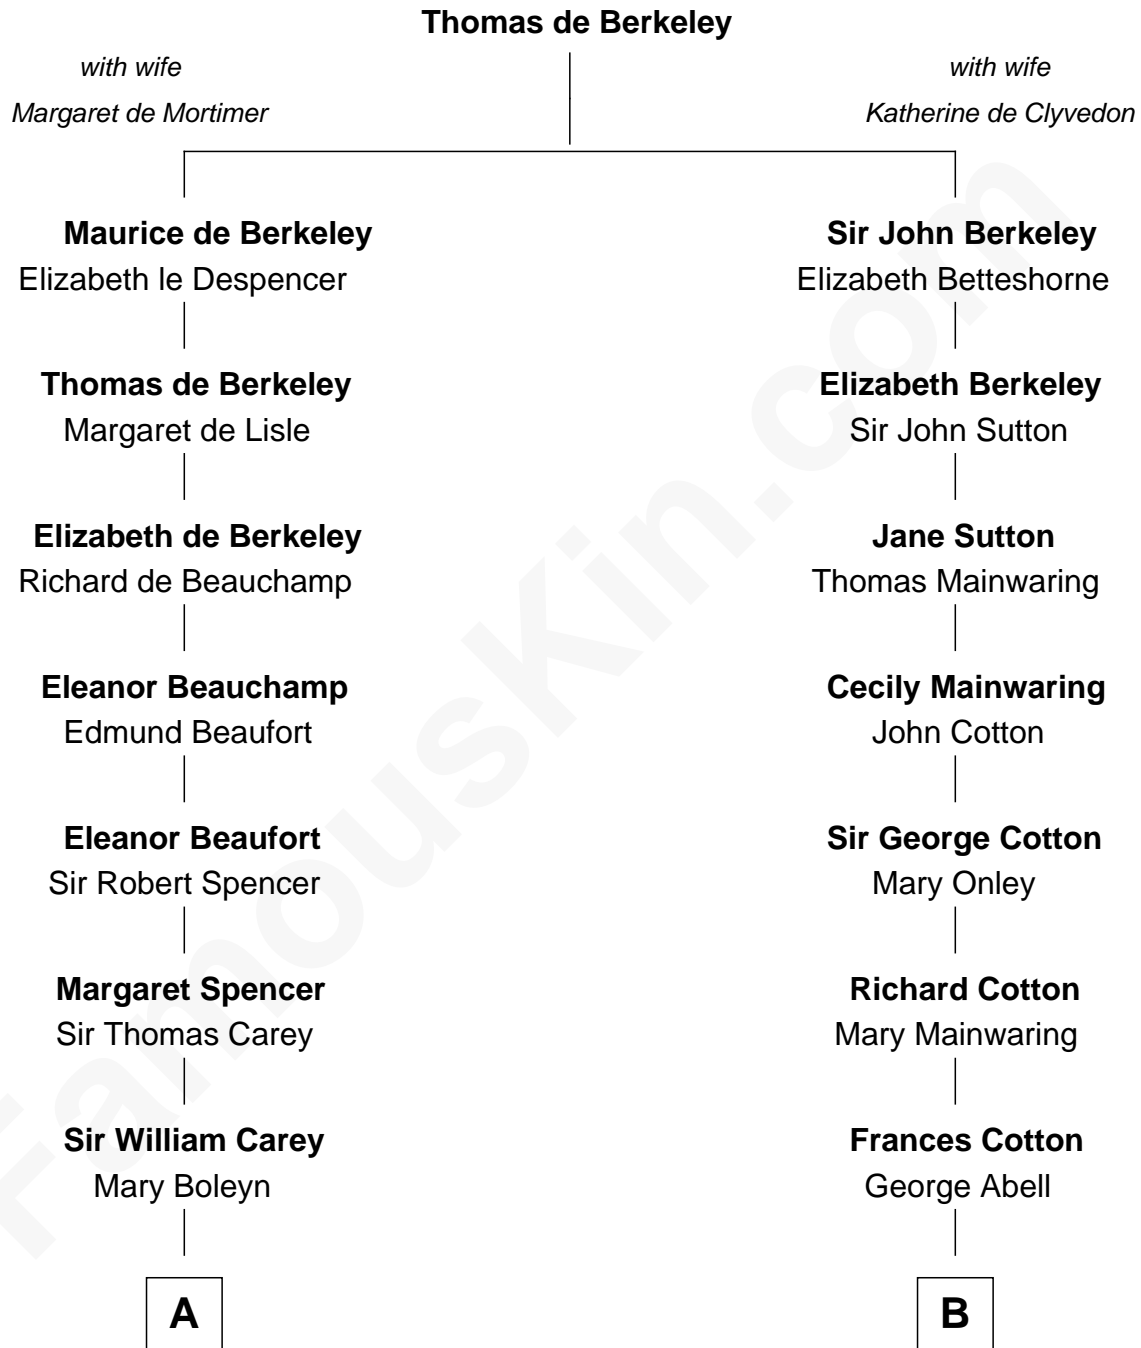 Thomas de Berkeley
with wife
Margaret de Mortimer
with wife
Katherine de Clyvedon
Maurice de Berkeley
Elizabeth le Despencer
Sir John Berkeley
Elizabeth Betteshorne
Thomas de Berkeley
Margaret de Lisle
Elizabeth Berkeley
Sir John Sutton
Elizabeth de Berkeley
Richard de Beauchamp
Jane Sutton
Thomas Mainwaring
Eleanor Beauchamp
Edmund Beaufort
Cecily Mainwaring
John Cotton
Eleanor Beaufort
Sir Robert Spencer
Sir George Cotton
Mary Onley
Margaret Spencer
Sir Thomas Carey
Richard Cotton
Mary Mainwaring
Sir William Carey
Mary Boleyn
Frances Cotton
George Abell
A
B
FamousKin.com